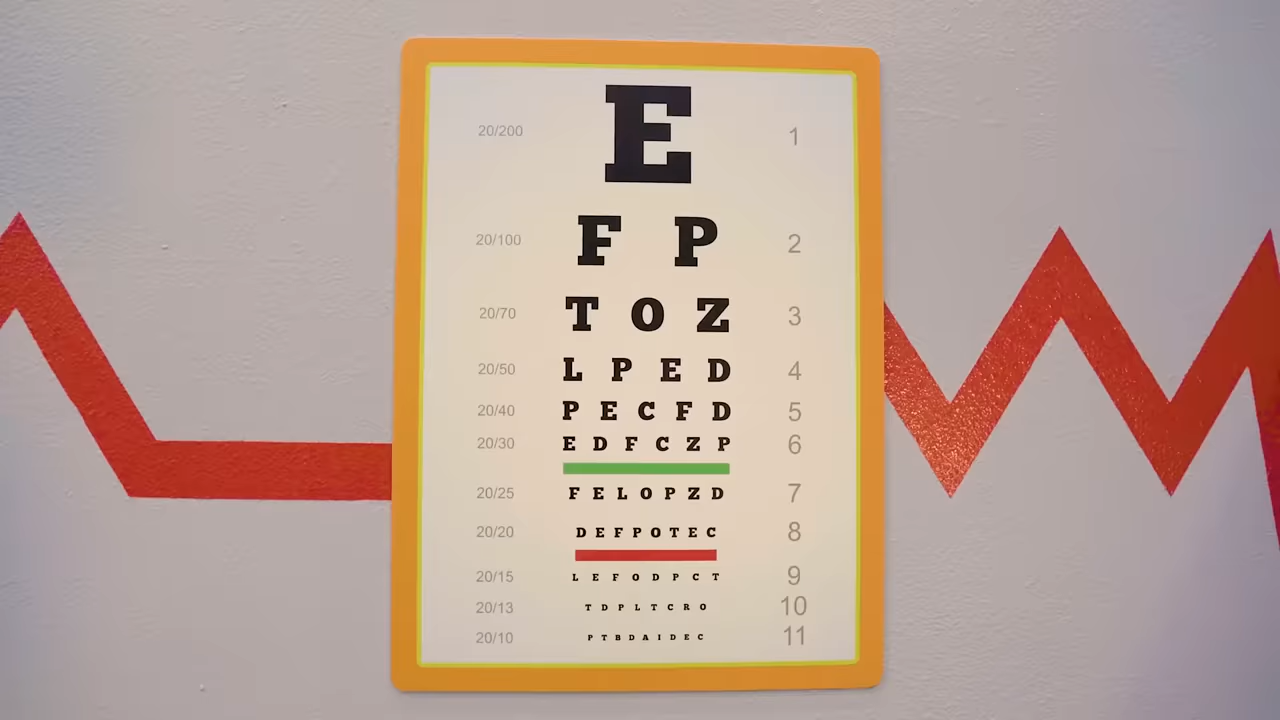 20/200 E 1
20/100 F P 2
20/70 T O Z 3
20/50 L P E D 4
20/40 P E C F D 5
20/30 E D F C Z P 6
20/25 F E L O P Z D 7
20/20 D E F P O T E C 8
20/15 L E F O D P C T 9
20/13 T D P L T C R O 10
20/10 P T B D A I D E C 11